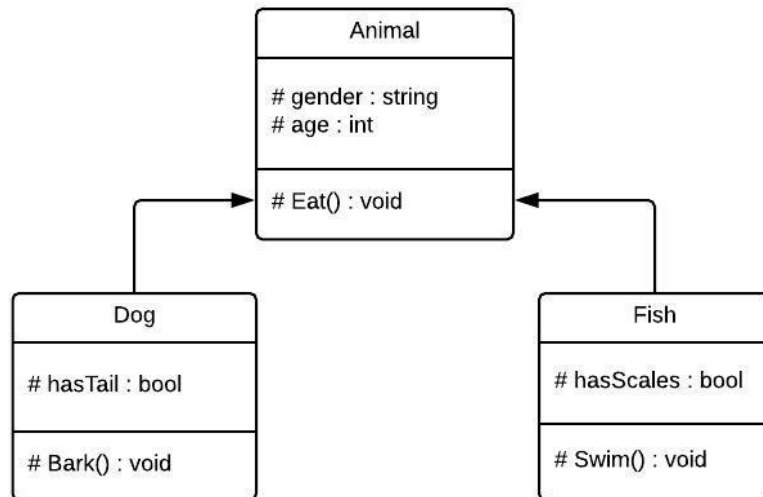 Animal
# gender : string
# age : int
# Eat() : void
Dog
# hasTail : bool
# Bark() : void
Fish
# hasScales : bool
# Swim() : void